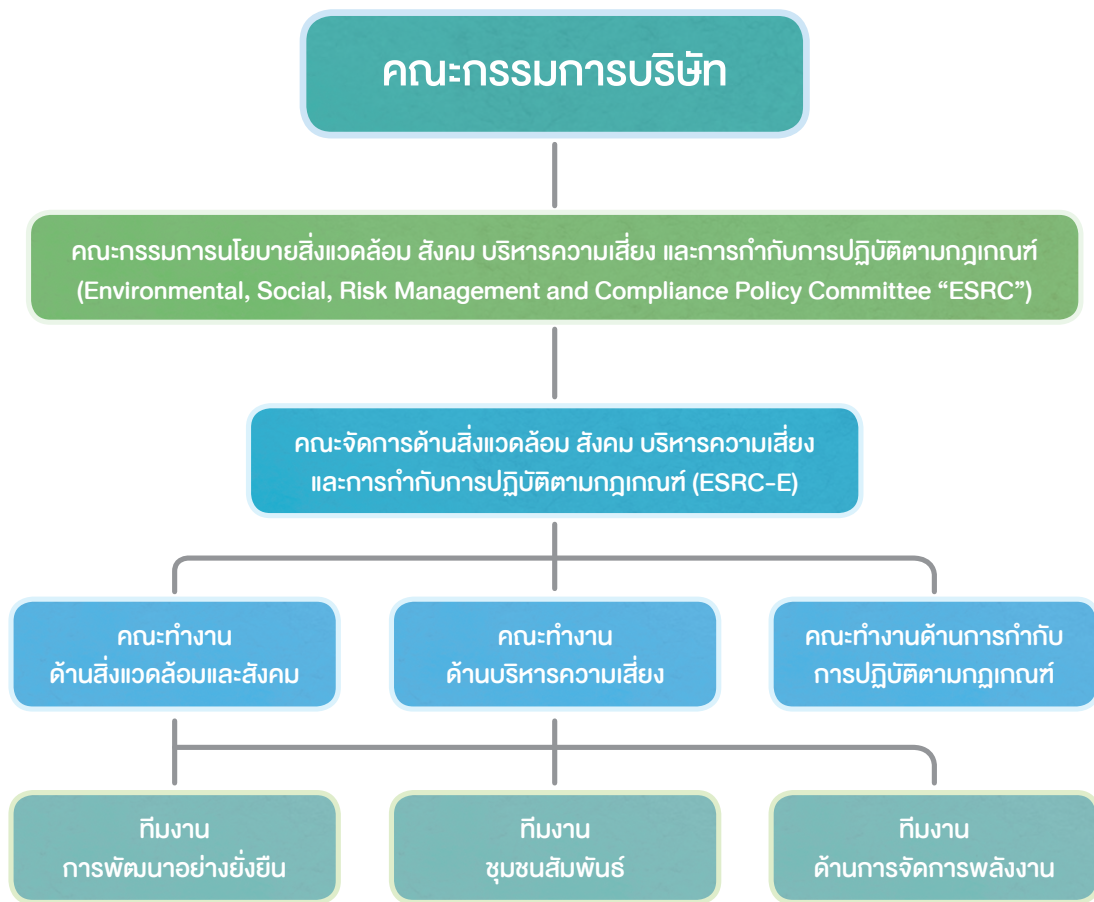 คณะกรรมการบริษัท
คณะกรรมการนโยบายสิ่งแวดล้อม สังคม บริหารความเสี่ยง และการกำกับการปฏิบัติตามกฎเกณฑ์
(Environmental, Social, Risk Management and Compliance Policy Committee “ESRC”)
คณะจัดการด้านสิ่งแวดล้อม สังคม บริหารความเสี่ยง
และการกำกับการปฏิบัติตามกฎเกณฑ์ (ESRC-E)
คณะทำงาน
ด้านสิ่งแวดล้อมและสังคม
คณะทำงาน
ด้านบริหารความเสี่ยง
คณะทำงานด้านการกำกับ
การปฏิบัติตามกฎเกณฑ์
ทีมงาน
การพัฒนาอย่างยั่งยืน
ทีมงาน
ชุมชนสัมพันธ์
ทีมงาน
ด้านการจัดการพลังงาน